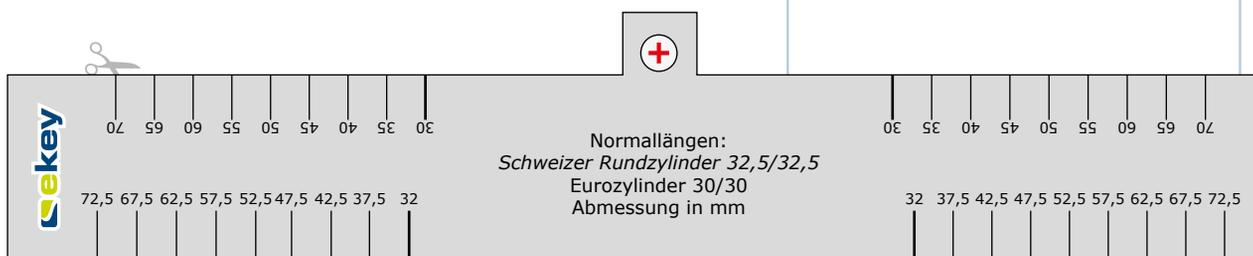 70 65 60 55 50 45 40 35 30
30 35 40 45 50 55 60 65 70
ekey
Normallängen:
Schweizer Rundzylinder 32,5/32,5
Eurozylinder 30/30
Abmessung in mm
72,5 67,5 62,5 57,5 52,5 47,5 42,5 37,5 32
32 37,5 42,5 47,5 52,5 57,5 62,5 67,5 72,5